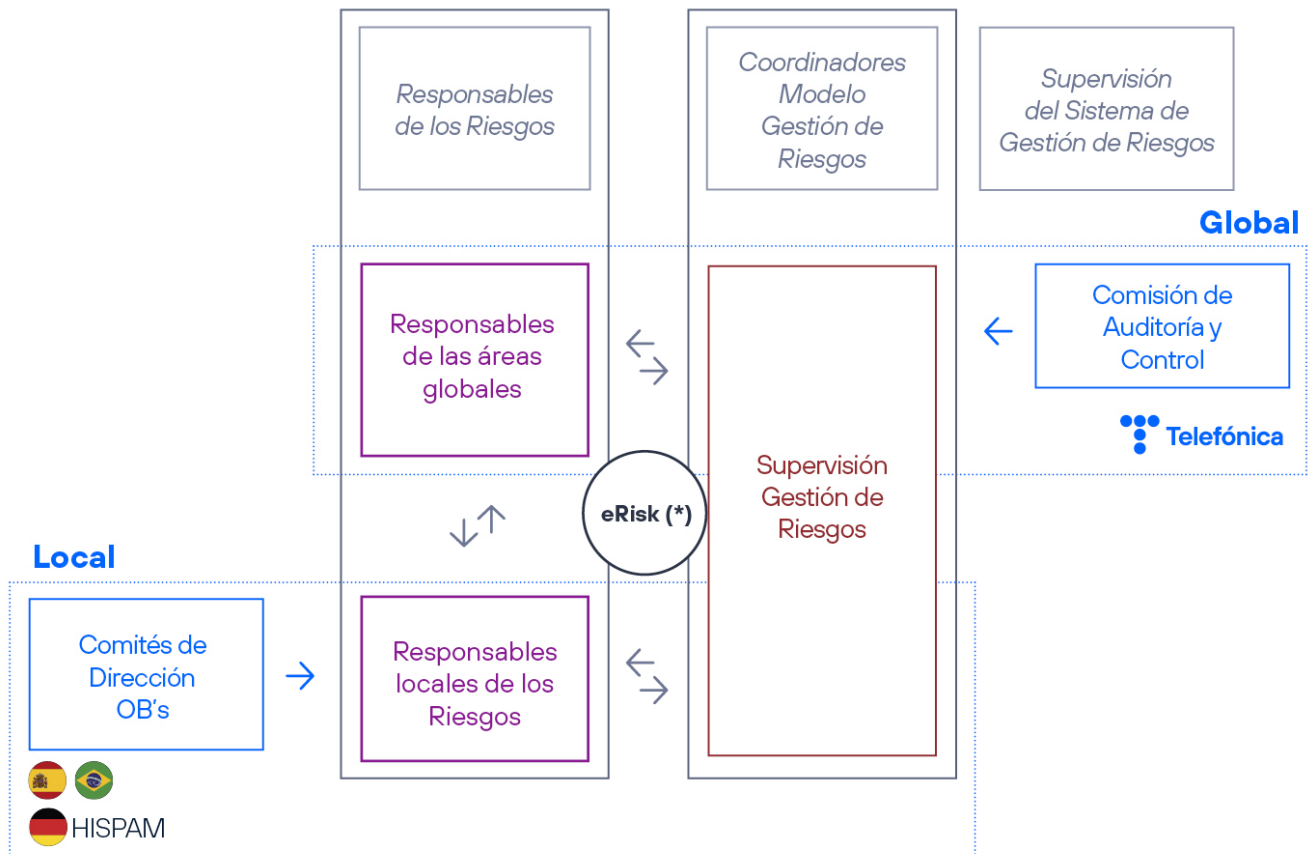 Responsables
de los Riesgos
Coordinadores
Modelo
Gestión de
Riesgos
Supervisión
del Sistema de
Gestión de Riesgos
Global
Responsables
de las áreas
globales
Comisión de
Auditoría y
Control
Telefónica
Supervisión
Gestión de
Riesgos
eRisk (*)
Local
Comités de
Dirección
OB's
Responsables
locales de los
Riesgos
HISPAM